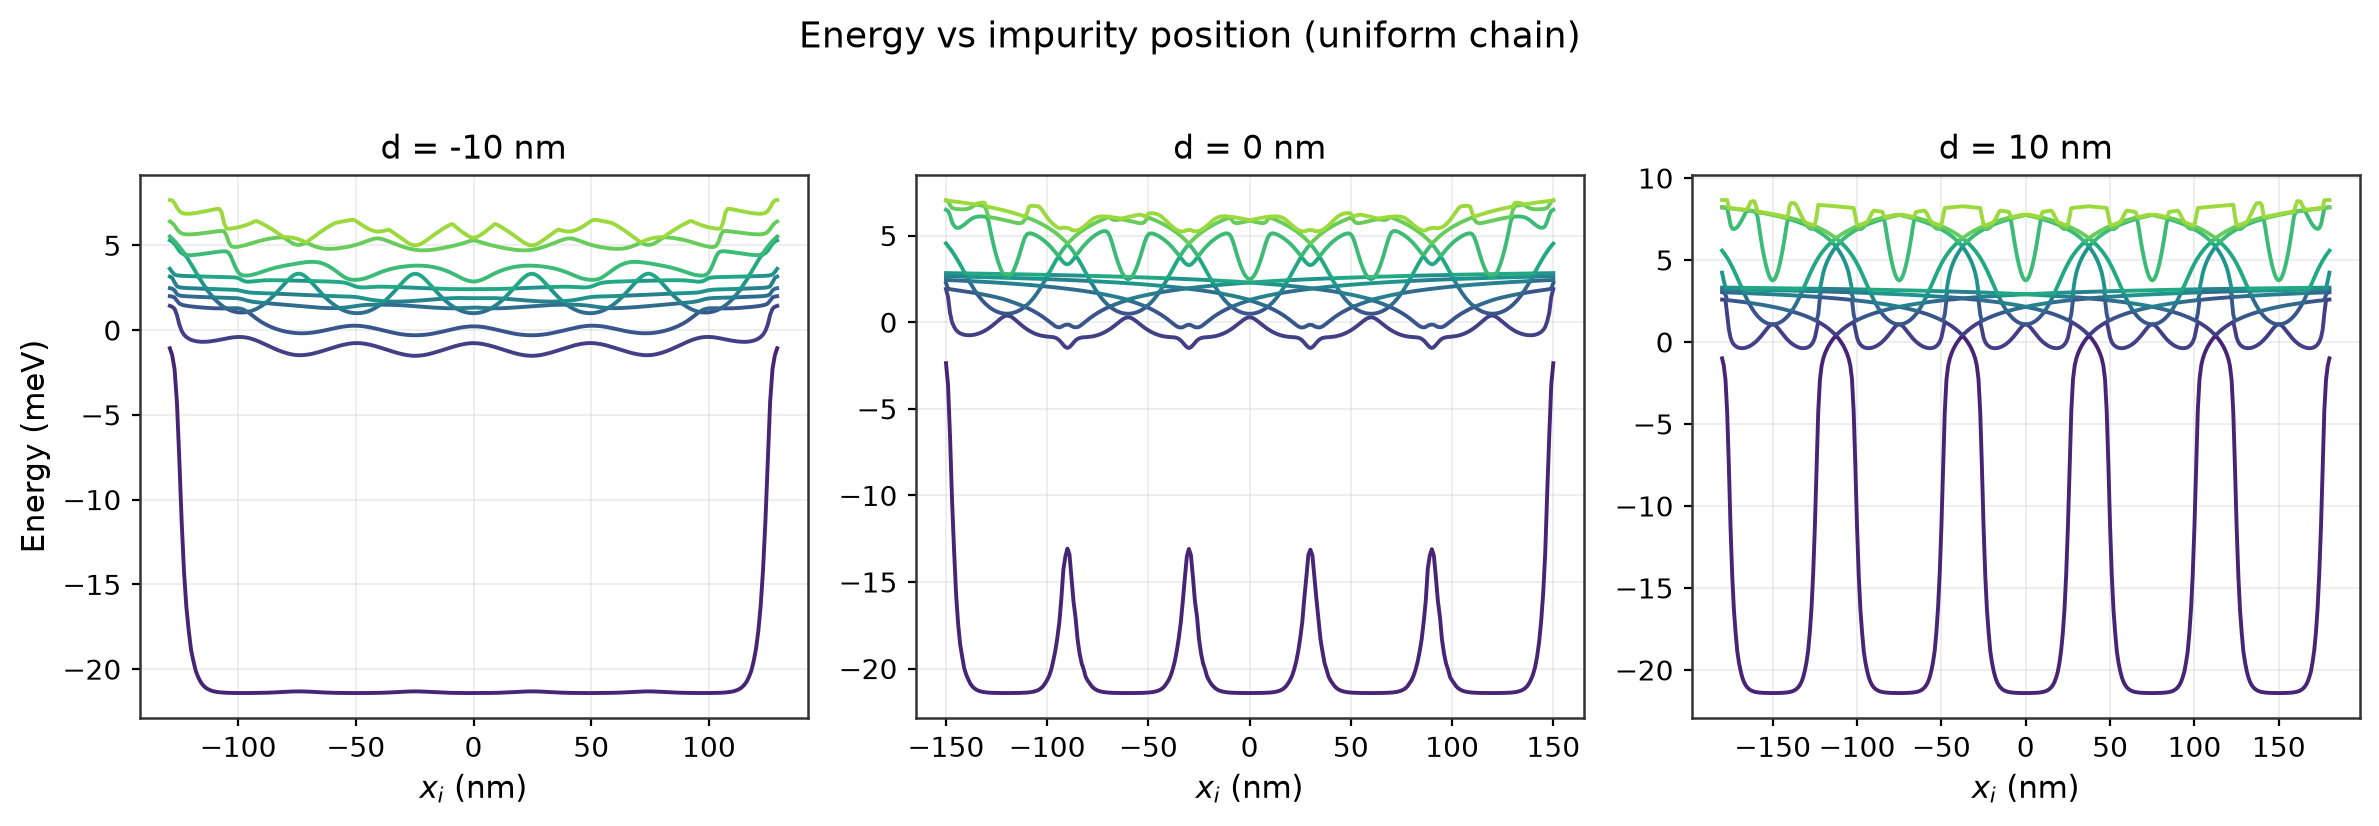 Energy vs impurity position (uniform chain)
d = -10 nm
d = 0 nm
d = 10 nm
Energy (meV)
5
0
−5
−10
−15
−20
−100 −50 0 50 100
x_i (nm)
5
0
−5
−10
−15
−20
−150 −100 −50 0 50 100 150
x_i (nm)
10
5
0
−5
−10
−15
−20
−150 −100 −50 0 50 100 150
x_i (nm)